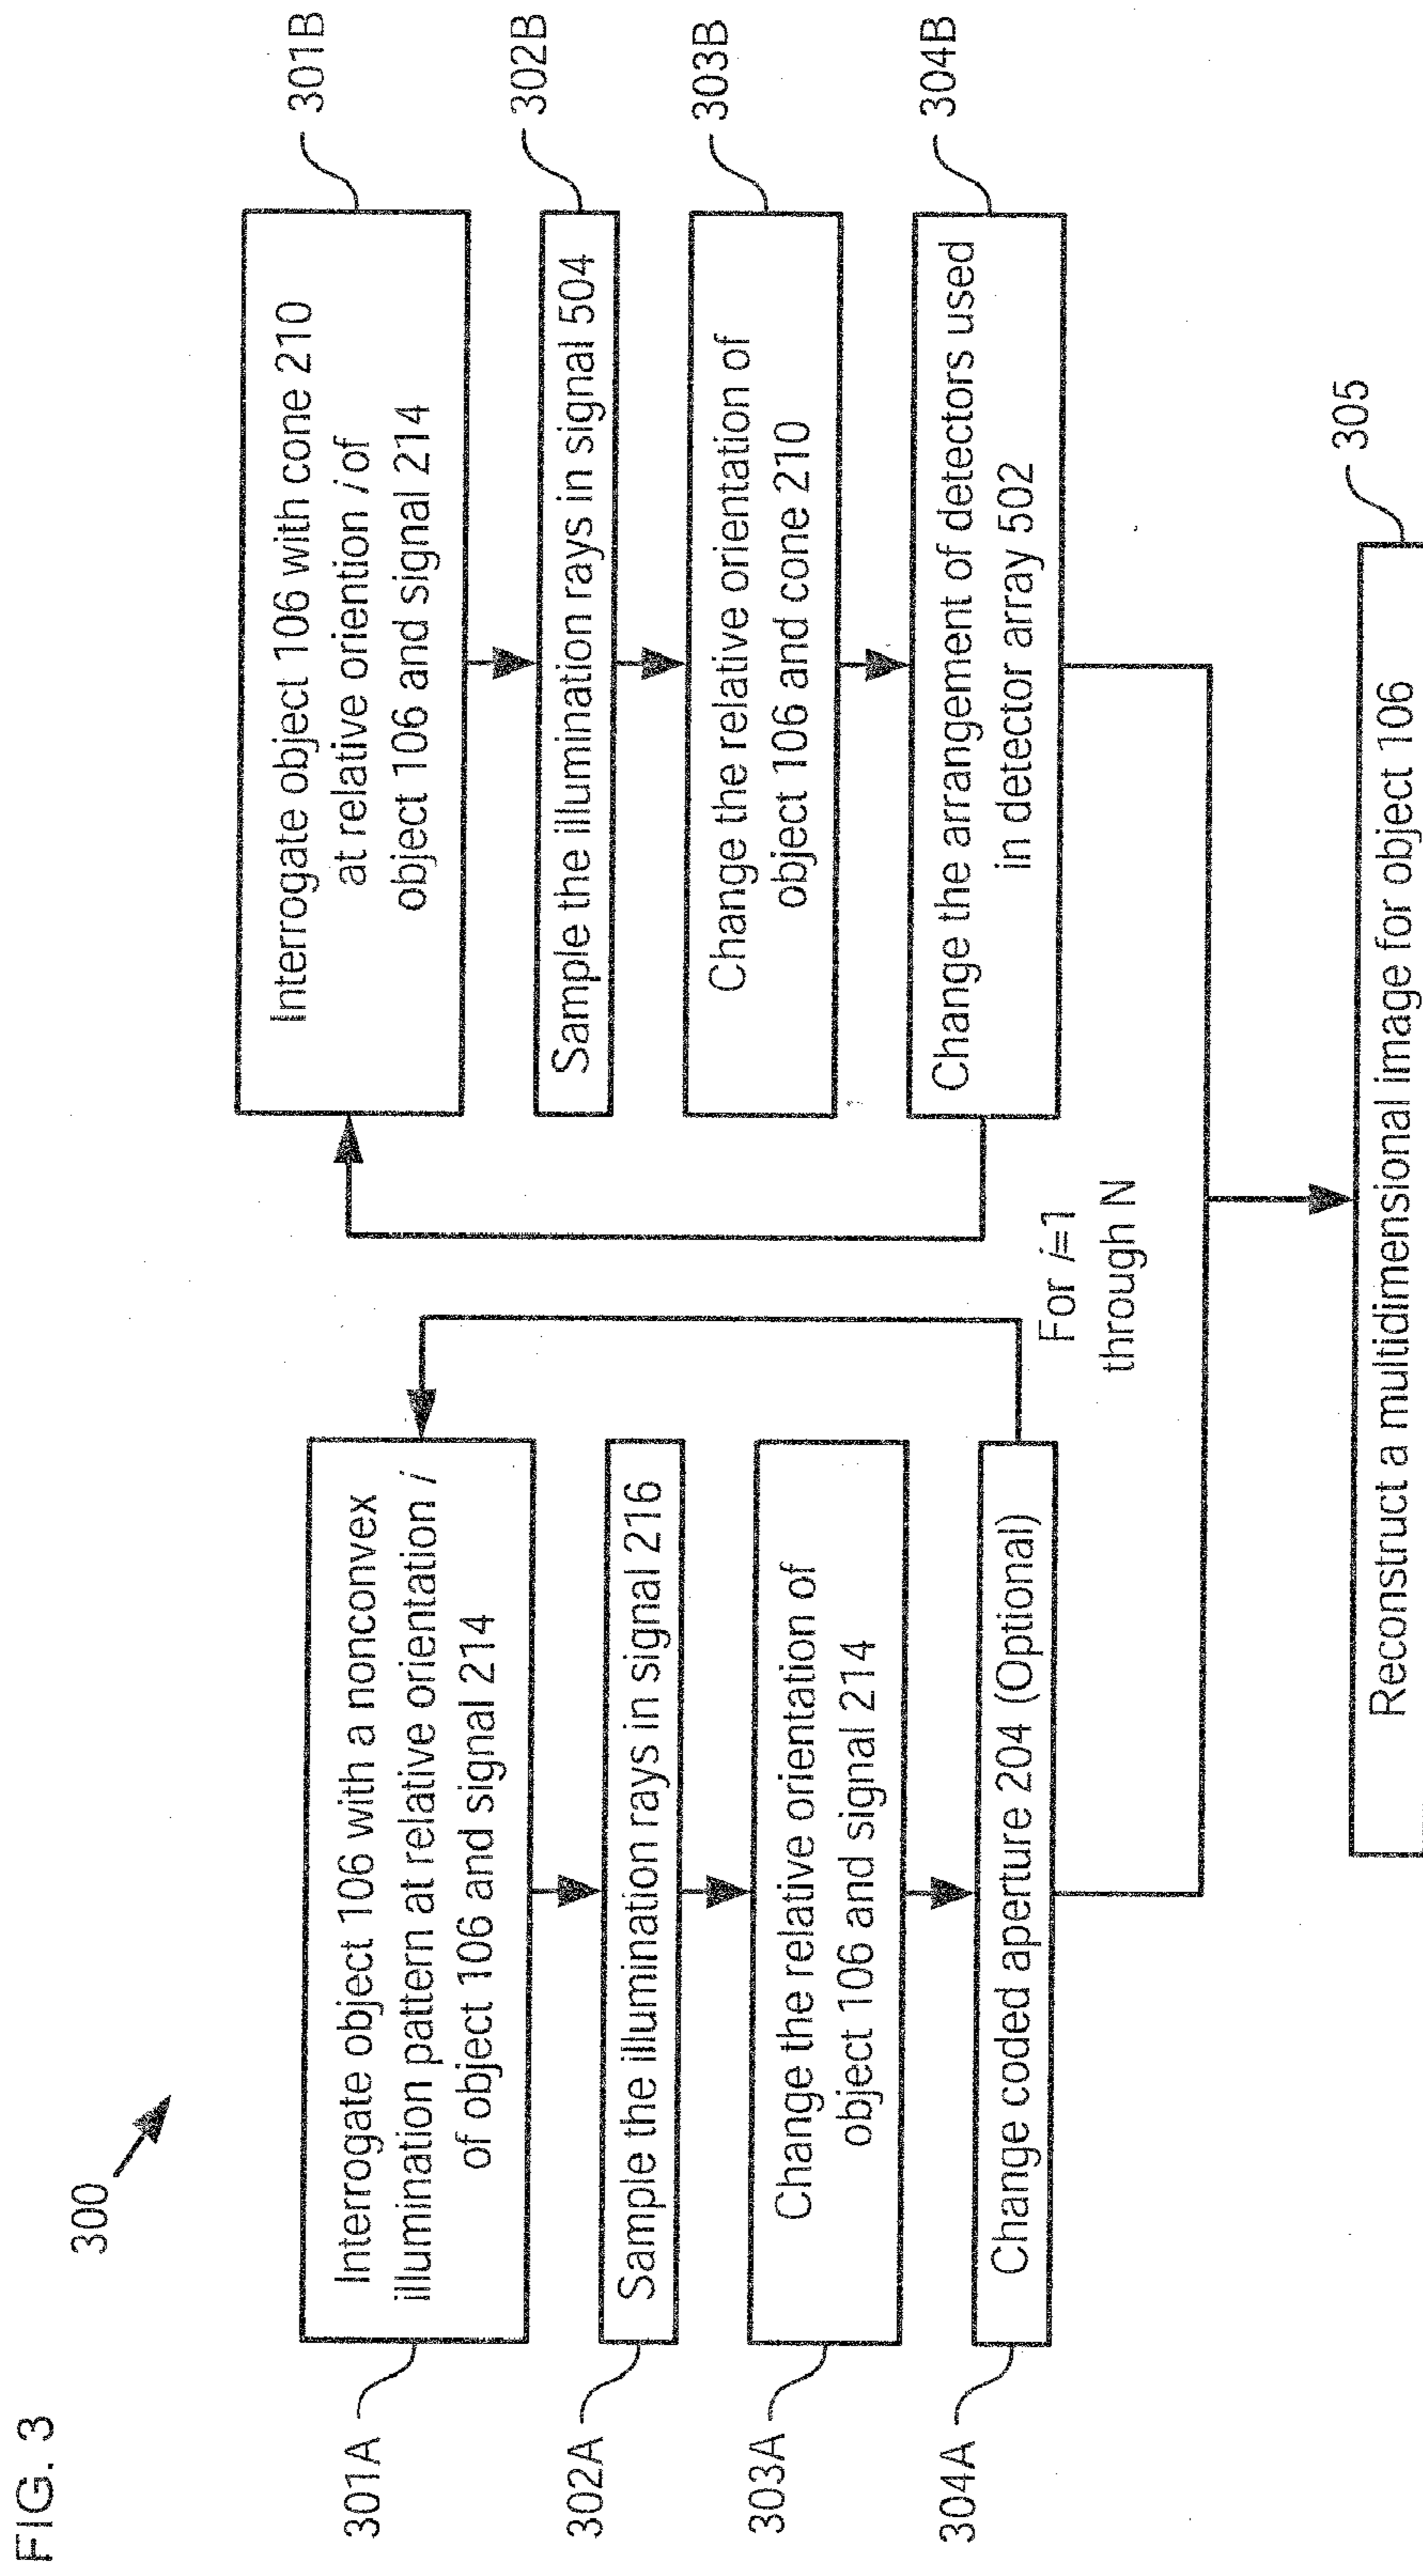 FIG. 3
300
301A
Interrogate object 106 with a nonconvex
illumination pattern at relative orientation i
of object 106 and signal 214
302A
Sample the illumination rays in signal 216
303A
Change the relative orientation of
object 106 and signal 214
304A
Change coded aperture 204 (Optional)
For i=1
through N
301B
Interrogate object 106 with cone 210
at relative oriention i of
object 106 and signal 214
302B
Sample the illumination rays in signal 504
303B
Change the relative orientation of
object 106 and cone 210
304B
Change the arrangement of detectors used
in detector array 502
305
Reconstruct a multidimensional image for object 106